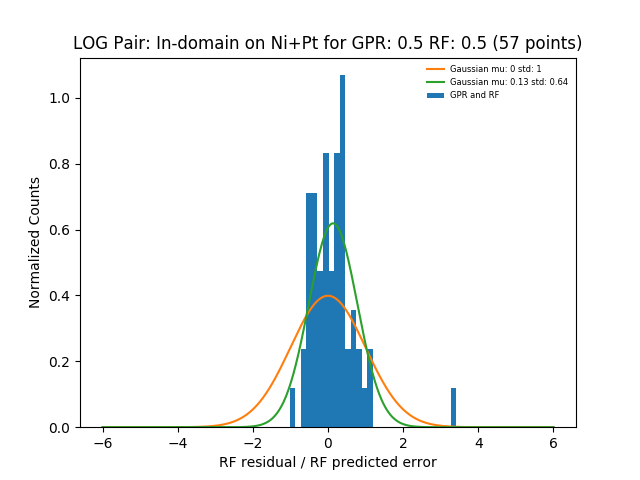 LOG Pair: In-domain on Ni+Pt for GPR: 0.5 RF: 0.5 (57 points)
Gaussian mu: 0 std: 1
Gaussian mu: 0.13 std: 0.64
GPR and RF
Normalized Counts
1.0
0.8
0.6
0.4
0.2
0.0
−6 −4 −2 0 2 4 6
RF residual / RF predicted error